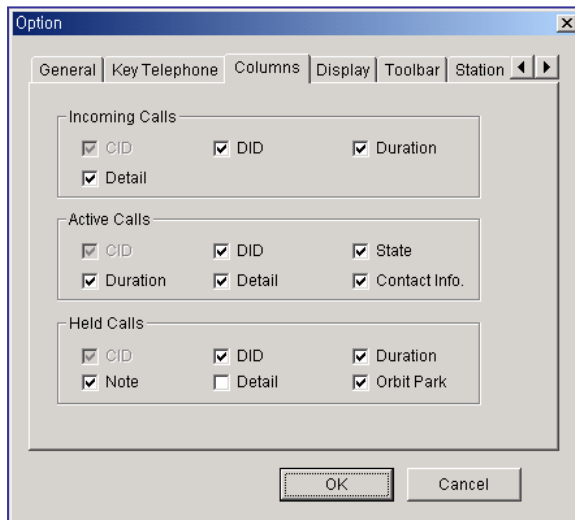 Option
General Key Telephone Columns Display Toolbar Station
Incoming Calls
CID DID Duration
Detail
Active Calls
CID DID State
Duration Detail Contact Info.
Held Calls
CID DID Duration
Note Detail Orbit Park
OK Cancel